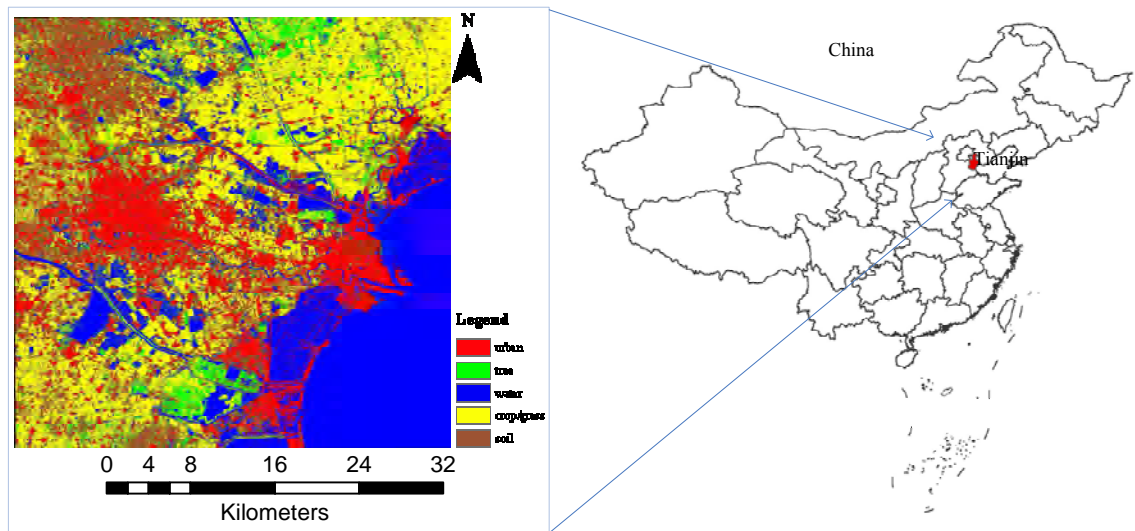 N
China
Tianjin
Legend
urban
tree
water
crop/grass
soil
0 4 8 16 24 32
Kilometers